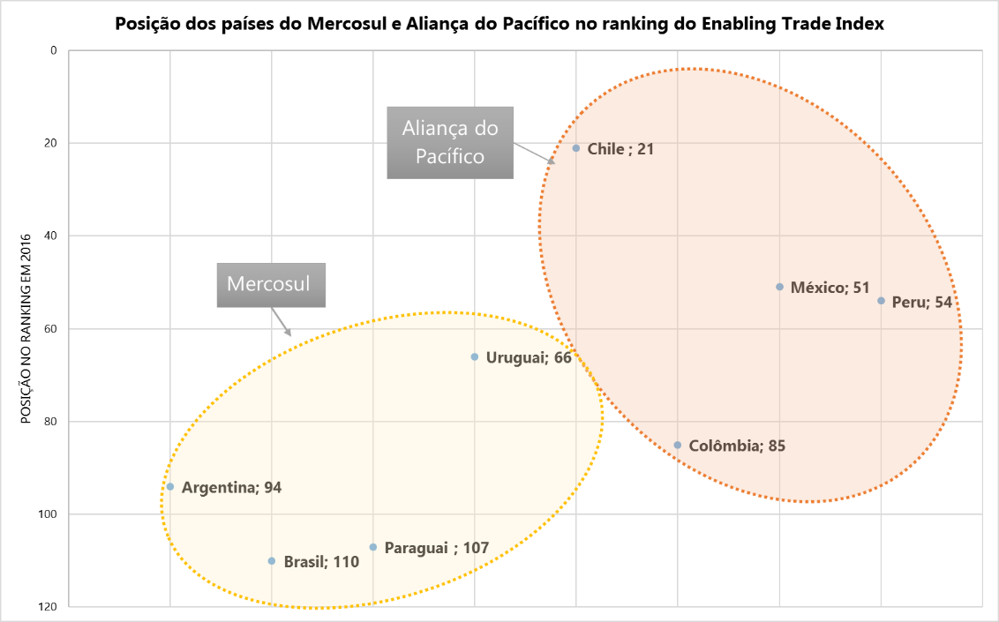 Posição dos países do Mercosul e Aliança do Pacífico no ranking do Enabling Trade Index
POSIÇÃO NO RANKING EM 2016
0
20
40
60
80
100
120
Aliança do
Pacífico
Chile ; 21
Mercosul
México; 51
Peru; 54
Uruguai; 66
Colômbia; 85
Argentina; 94
Paraguai ; 107
Brasil; 110